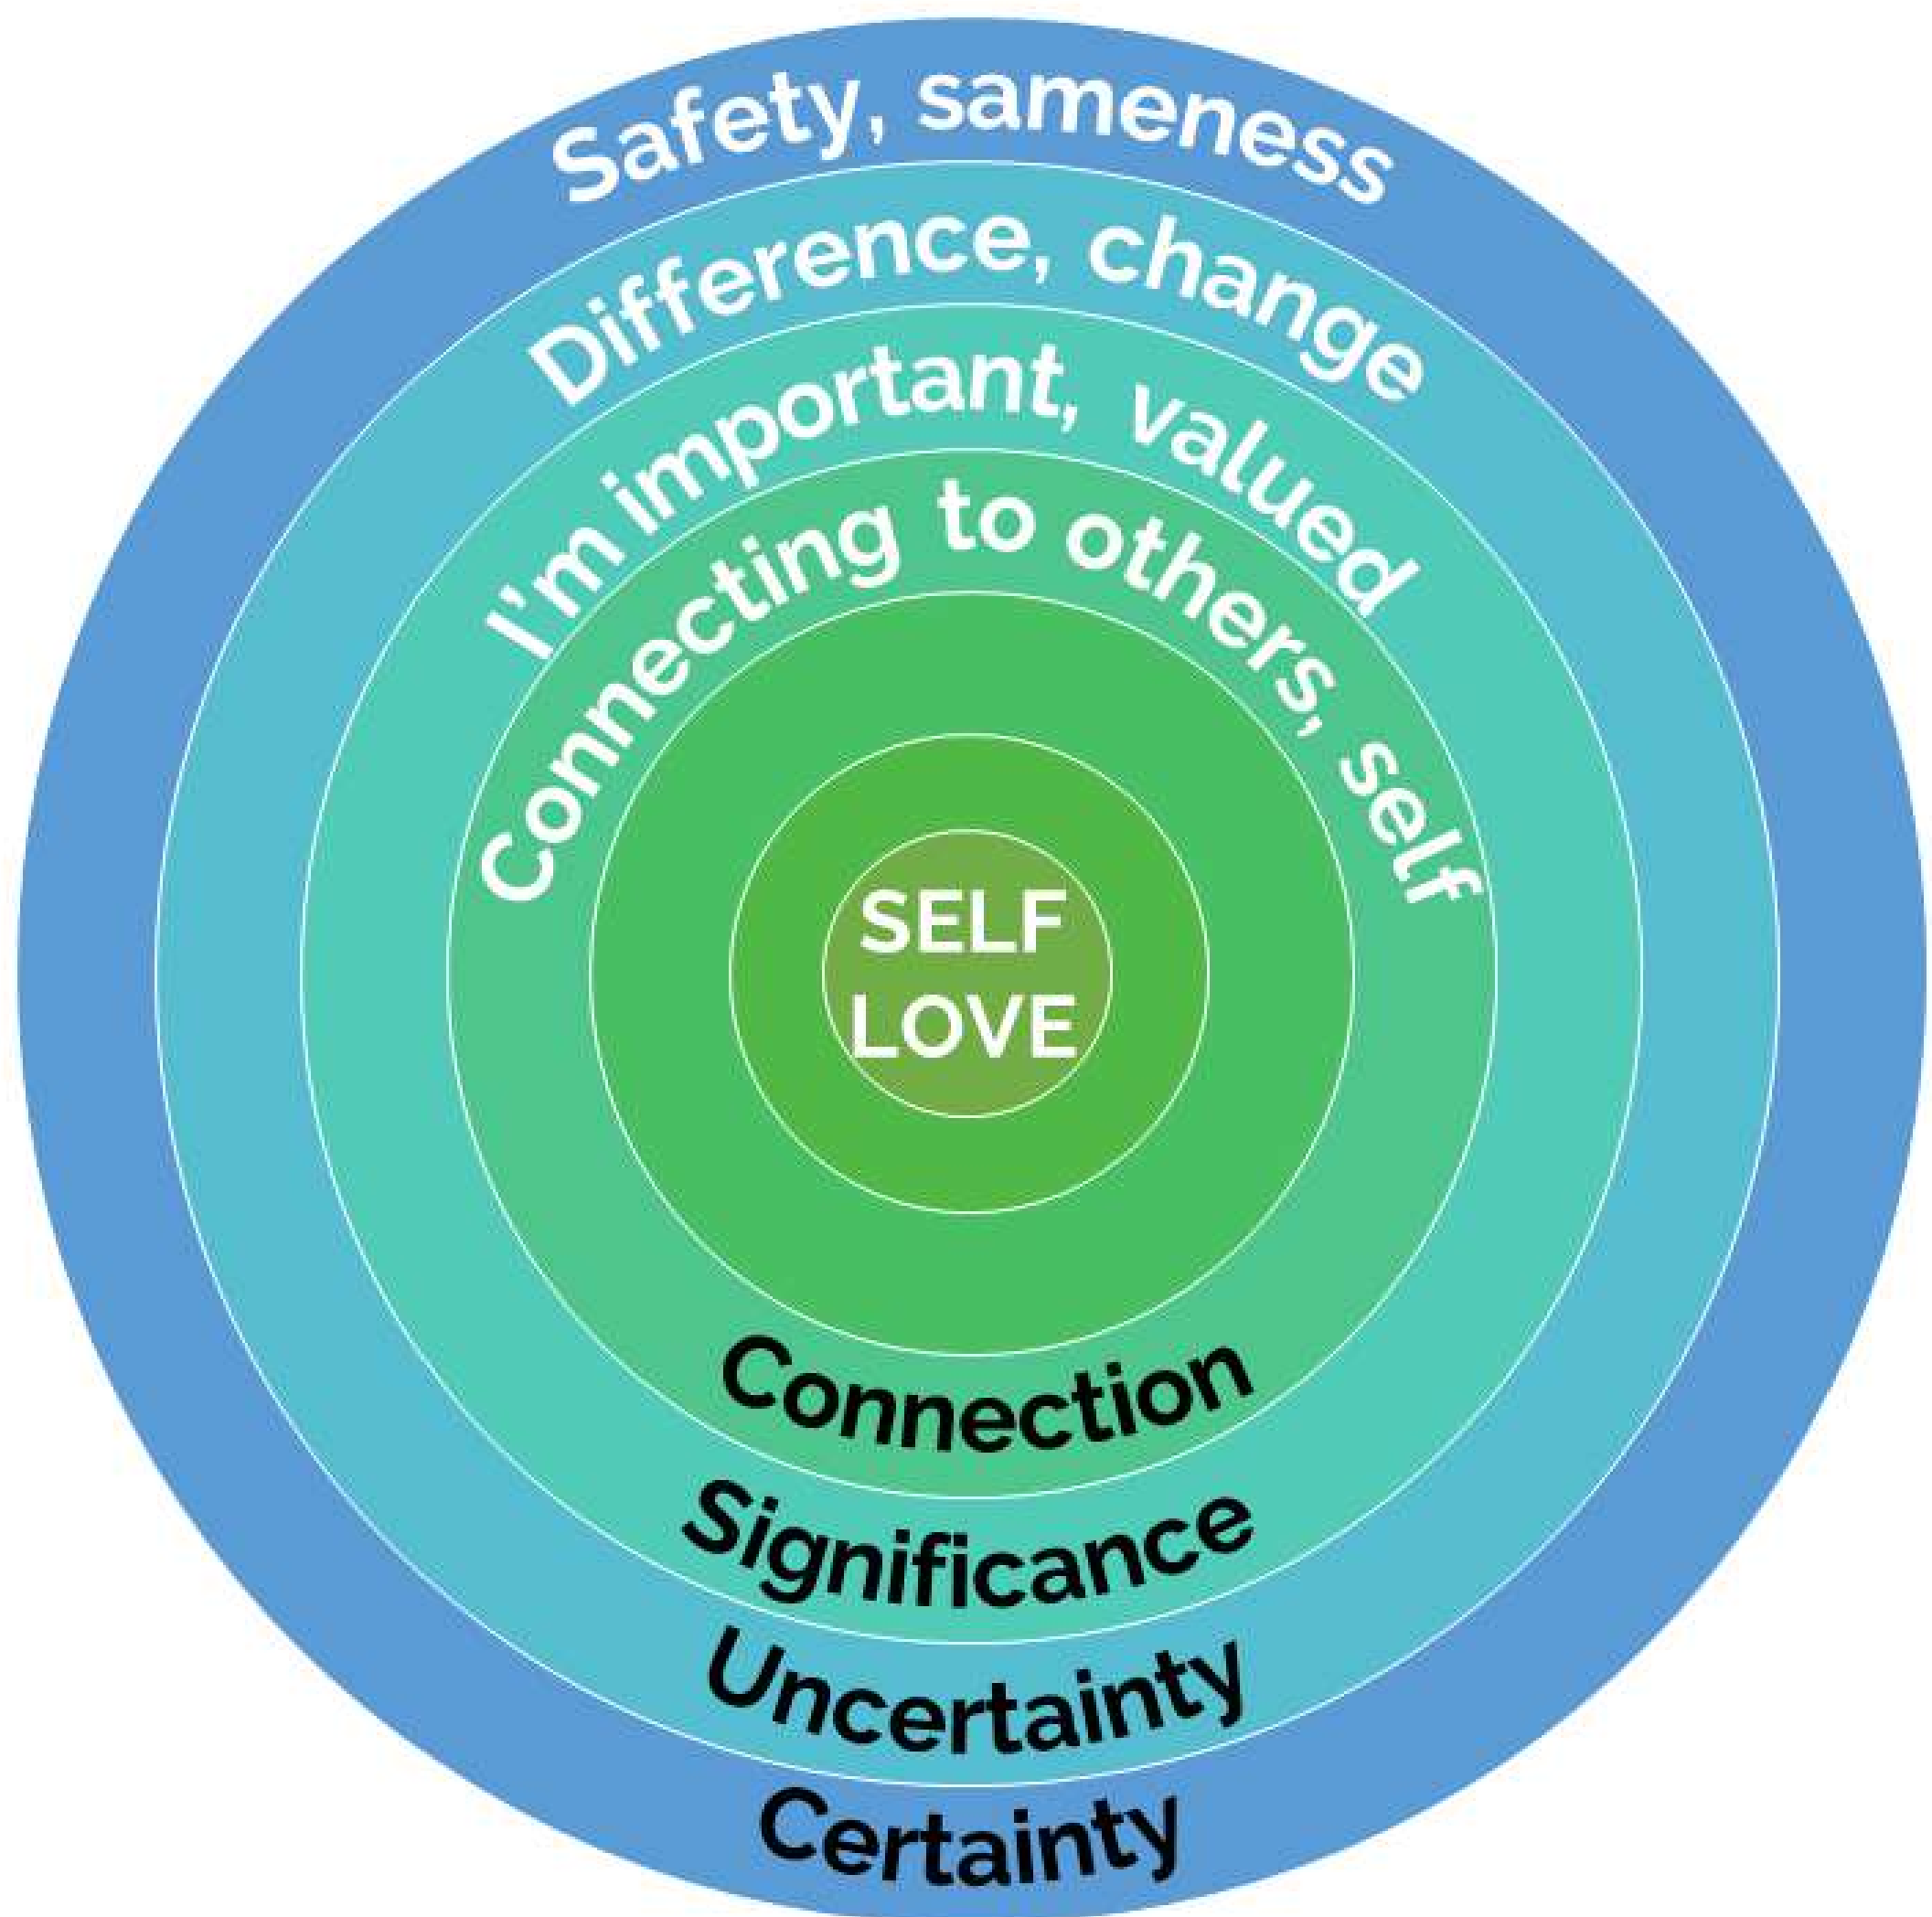 Safety, sameness
Difference, change
I'm important, valued
Connecting to others, self
SELF
LOVE
Connection
Significance
Uncertainty
Certainty